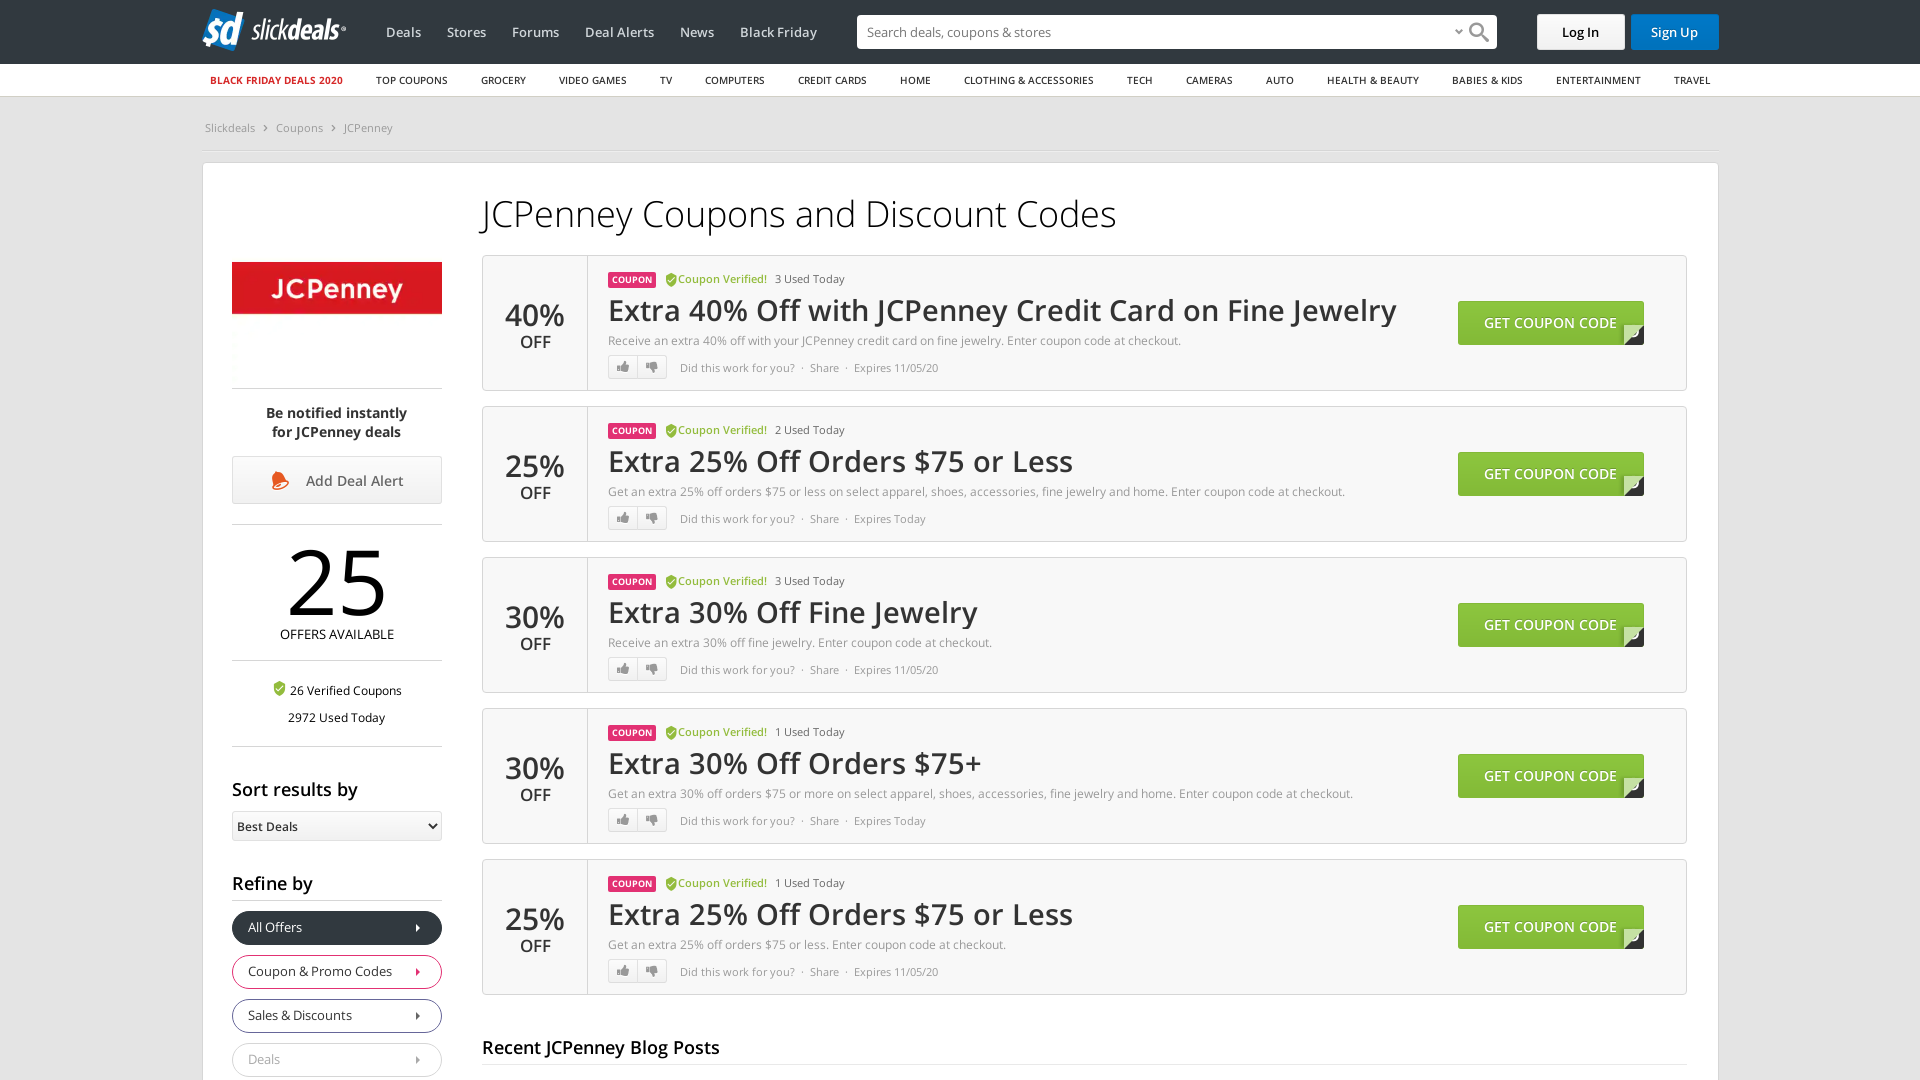 sd slickdeals
Deals Stores Forums Deal Alerts News Black Friday Search deals, coupons & stores Log In Sign Up
BLACK FRIDAY DEALS 2020 TOP COUPONS GROCERY VIDEO GAMES TV COMPUTERS CREDIT CARDS HOME CLOTHING & ACCESSORIES TECH CAMERAS AUTO HEALTH & BEAUTY BABIES & KIDS ENTERTAINMENT TRAVEL
Slickdeals › Coupons › JCPenney
JCPenney Coupons and Discount Codes
JCPenney
Be notified instantly
for JCPenney deals
Add Deal Alert
25
OFFERS AVAILABLE
26 Verified Coupons
2972 Used Today
Sort results by
Best Deals
Refine by
All Offers
Coupon & Promo Codes
Sales & Discounts
Deals
40%
OFF
COUPON Coupon Verified! 3 Used Today
Extra 40% Off with JCPenney Credit Card on Fine Jewelry
Receive an extra 40% off with your JCPenney credit card on fine jewelry. Enter coupon code at checkout.
Did this work for you? · Share · Expires 11/05/20
GET COUPON CODE
25%
OFF
COUPON Coupon Verified! 2 Used Today
Extra 25% Off Orders $75 or Less
Get an extra 25% off orders $75 or less on select apparel, shoes, accessories, fine jewelry and home. Enter coupon code at checkout.
Did this work for you? · Share · Expires Today
GET COUPON CODE
30%
OFF
COUPON Coupon Verified! 3 Used Today
Extra 30% Off Fine Jewelry
Receive an extra 30% off fine jewelry. Enter coupon code at checkout.
Did this work for you? · Share · Expires 11/05/20
GET COUPON CODE
30%
OFF
COUPON Coupon Verified! 1 Used Today
Extra 30% Off Orders $75+
Get an extra 30% off orders $75 or more on select apparel, shoes, accessories, fine jewelry and home. Enter coupon code at checkout.
Did this work for you? · Share · Expires Today
GET COUPON CODE
25%
OFF
COUPON Coupon Verified! 1 Used Today
Extra 25% Off Orders $75 or Less
Get an extra 25% off orders $75 or less. Enter coupon code at checkout.
Did this work for you? · Share · Expires 11/05/20
GET COUPON CODE
Recent JCPenney Blog Posts